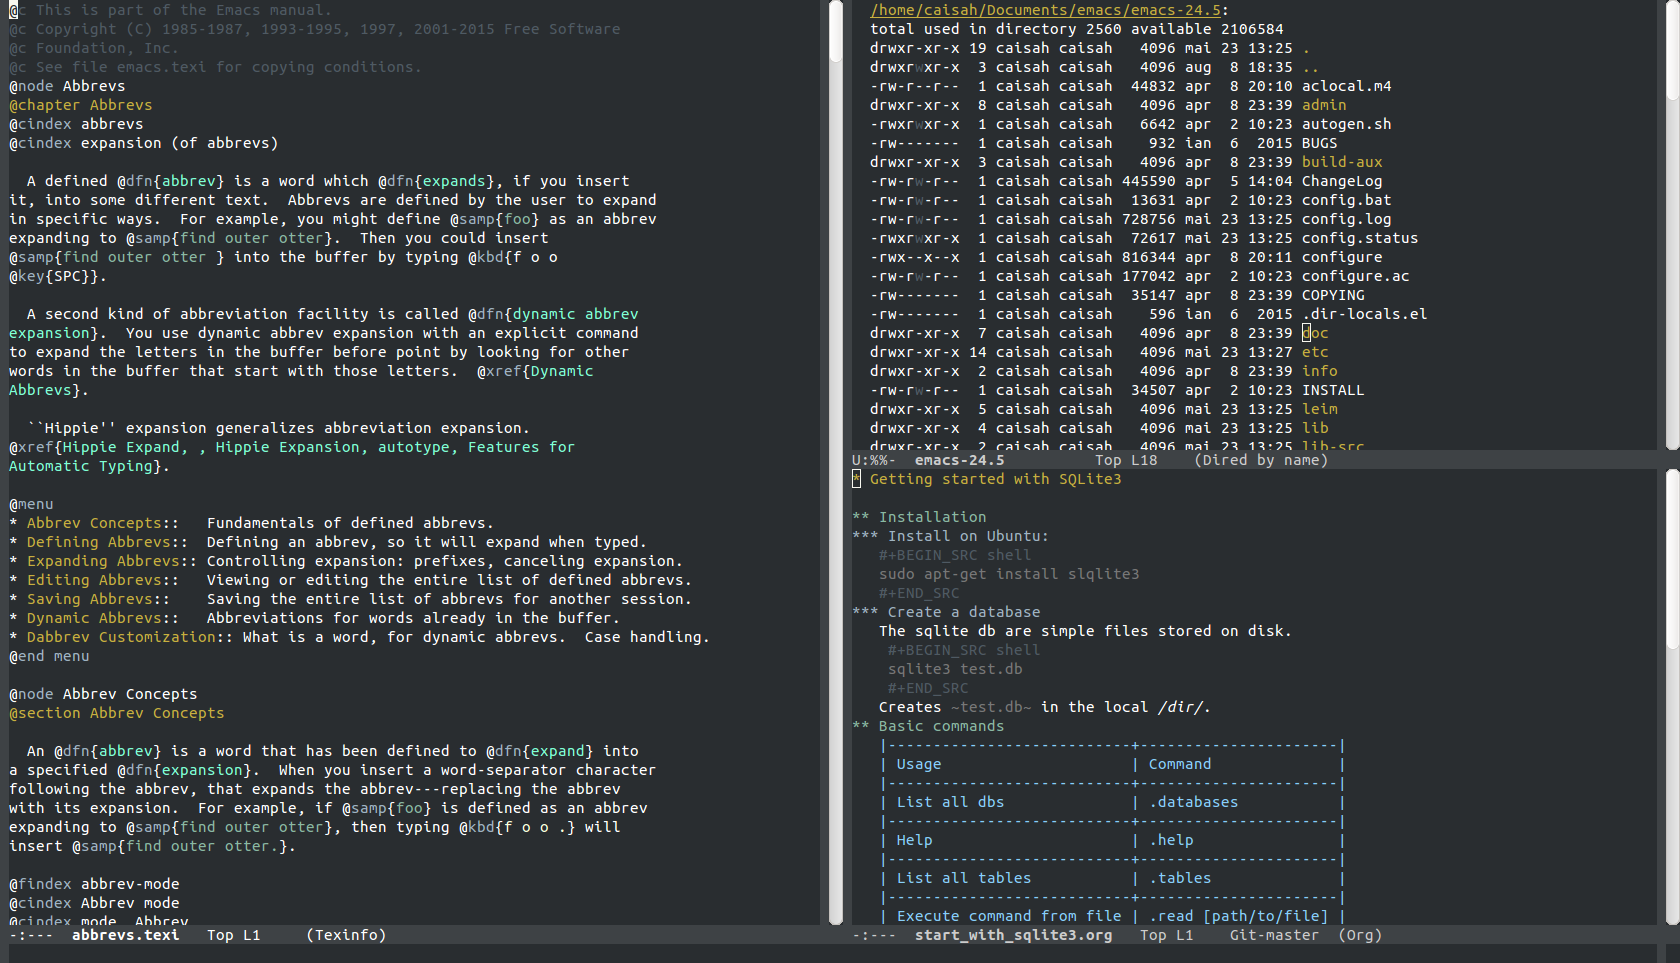 @c This is part of the Emacs manual.
@c Copyright (C) 1985-1987, 1993-1995, 1997, 2001-2015 Free Software
@c Foundation, Inc.
@c See file emacs.texi for copying conditions.
@node Abbrevs
@chapter Abbrevs
@cindex abbrevs
@cindex expansion (of abbrevs)

  A defined @dfn{abbrev} is a word which @dfn{expands}, if you insert
it, into some different text.  Abbrevs are defined by the user to expand
in specific ways.  For example, you might define @samp{foo} as an abbrev
expanding to @samp{find outer otter}.  Then you could insert
@samp{find outer otter } into the buffer by typing @kbd{f o o
@key{SPC}}.

  A second kind of abbreviation facility is called @dfn{dynamic abbrev
expansion}.  You use dynamic abbrev expansion with an explicit command
to expand the letters in the buffer before point by looking for other
words in the buffer that start with those letters.  @xref{Dynamic
Abbrevs}.

  ``Hippie'' expansion generalizes abbreviation expansion.
@xref{Hippie Expand, , Hippie Expansion, autotype, Features for
Automatic Typing}.

@menu
* Abbrev Concepts::   Fundamentals of defined abbrevs.
* Defining Abbrevs::  Defining an abbrev, so it will expand when typed.
* Expanding Abbrevs:: Controlling expansion: prefixes, canceling expansion.
* Editing Abbrevs::   Viewing or editing the entire list of defined abbrevs.
* Saving Abbrevs::    Saving the entire list of abbrevs for another session.
* Dynamic Abbrevs::   Abbreviations for words already in the buffer.
* Dabbrev Customization:: What is a word, for dynamic abbrevs.  Case handling.
@end menu

@node Abbrev Concepts
@section Abbrev Concepts

  An @dfn{abbrev} is a word that has been defined to @dfn{expand} into
a specified @dfn{expansion}.  When you insert a word-separator character
following the abbrev, that expands the abbrev---replacing the abbrev
with its expansion.  For example, if @samp{foo} is defined as an abbrev
expanding to @samp{find outer otter}, then typing @kbd{f o o .} will
insert @samp{find outer otter.}.

@findex abbrev-mode
@cindex Abbrev mode
@cindex mode, Abbrev
-:---  abbrevs.texi   Top L1     (Texinfo)
/home/caisah/Documents/emacs/emacs-24.5:
total used in directory 2560 available 2106584
drwxr-xr-x 19 caisah caisah   4096 mai 23 13:25 .
drwxrwxr-x  3 caisah caisah   4096 aug  8 18:35 ..
-rw-r--r--  1 caisah caisah  44832 apr  8 20:10 aclocal.m4
drwxr-xr-x  8 caisah caisah   4096 apr  8 23:39 admin
-rwxrwxr-x  1 caisah caisah   6642 apr  2 10:23 autogen.sh
-rw-------  1 caisah caisah    932 ian  6  2015 BUGS
drwxr-xr-x  3 caisah caisah   4096 apr  8 23:39 build-aux
-rw-rw-r--  1 caisah caisah 445590 apr  5 14:04 ChangeLog
-rw-rw-r--  1 caisah caisah  13631 apr  2 10:23 config.bat
-rw-rw-r--  1 caisah caisah 728756 mai 23 13:25 config.log
-rwxrwxr-x  1 caisah caisah  72617 mai 23 13:25 config.status
-rwx--x--x  1 caisah caisah 816344 apr  8 20:11 configure
-rw-rw-r--  1 caisah caisah 177042 apr  2 10:23 configure.ac
-rw-------  1 caisah caisah  35147 apr  8 23:39 COPYING
-rw-------  1 caisah caisah    596 ian  6  2015 .dir-locals.el
drwxr-xr-x  7 caisah caisah   4096 apr  8 23:39 doc
drwxr-xr-x 14 caisah caisah   4096 mai 23 13:27 etc
drwxr-xr-x  2 caisah caisah   4096 apr  8 23:39 info
-rw-rw-r--  1 caisah caisah  34507 apr  2 10:23 INSTALL
drwxr-xr-x  5 caisah caisah   4096 mai 23 13:25 leim
drwxr-xr-x  4 caisah caisah   4096 mai 23 13:25 lib
drwxr-xr-x  2 caisah caisah   4096 mai 23 13:25 lib-src
U:%%-  emacs-24.5          Top L18    (Dired by name)
* Getting started with SQLite3

** Installation
*** Install on Ubuntu:
   #+BEGIN_SRC shell
   sudo apt-get install slqlite3
   #+END_SRC
*** Create a database
   The sqlite db are simple files stored on disk.
    #+BEGIN_SRC shell
    sqlite3 test.db
    #+END_SRC
   Creates ~test.db~ in the local /dir/.
** Basic commands
   |---------------------------+----------------------|
   | Usage                     | Command              |
   |---------------------------+----------------------|
   | List all dbs              | .databases           |
   |---------------------------+----------------------|
   | Help                      | .help                |
   |---------------------------+----------------------|
   | List all tables           | .tables              |
   |---------------------------+----------------------|
   | Execute command from file | .read [path/to/file] |
-:---  start_with_sqlite3.org   Top L1    Git-master  (Org)